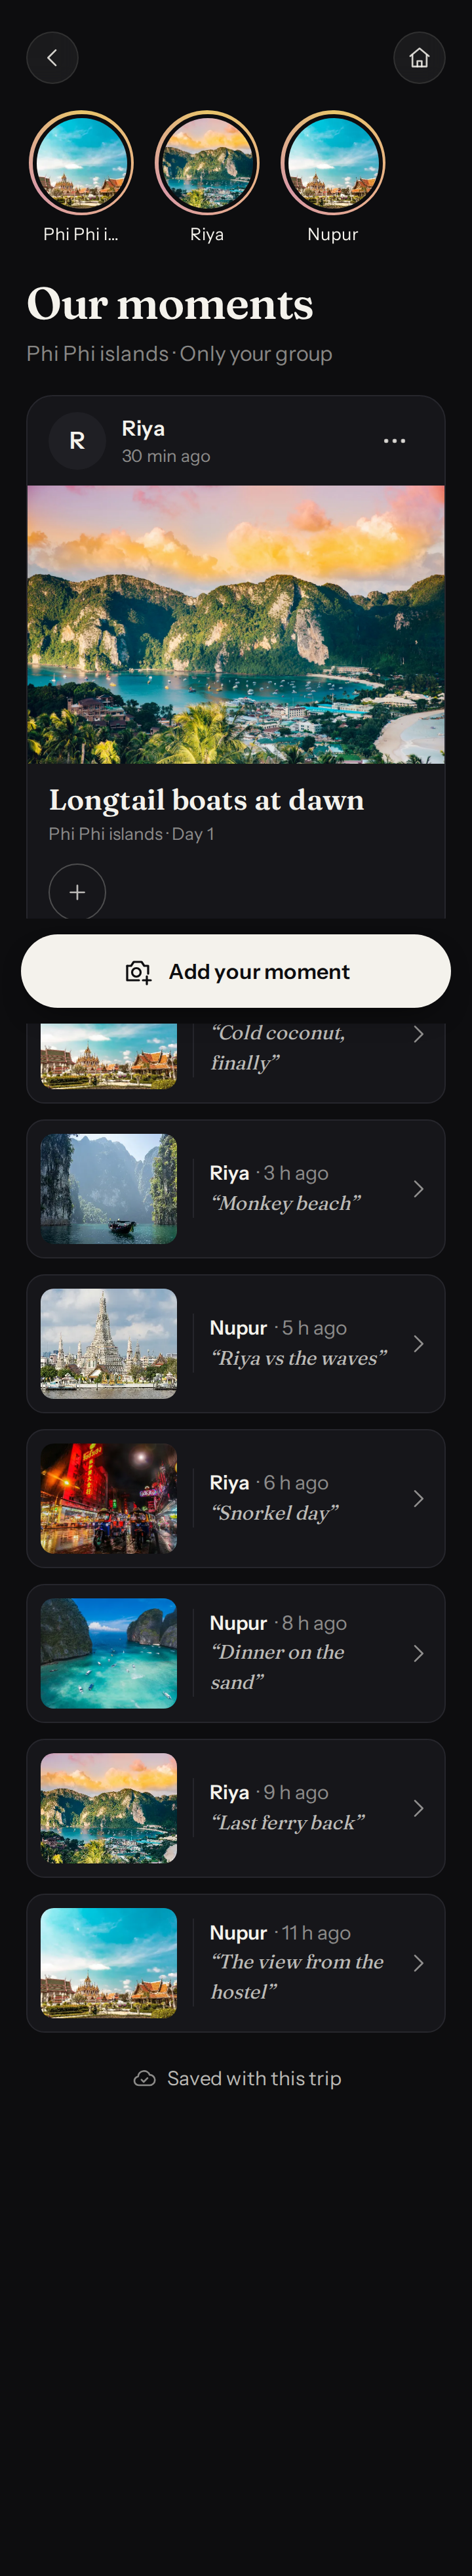 Phi Phi i...
Riya
Nupur
Our moments
Phi Phi islands · Only your group
R
Riya
30 min ago
Longtail boats at dawn
Phi Phi islands · Day 1
Add your moment
“Cold coconut,
finally”
Riya · 3 h ago
“Monkey beach”
Nupur · 5 h ago
“Riya vs the waves”
Riya · 6 h ago
“Snorkel day”
Nupur · 8 h ago
“Dinner on the
sand”
Riya · 9 h ago
“Last ferry back”
Nupur · 11 h ago
“The view from the
hostel”
Saved with this trip